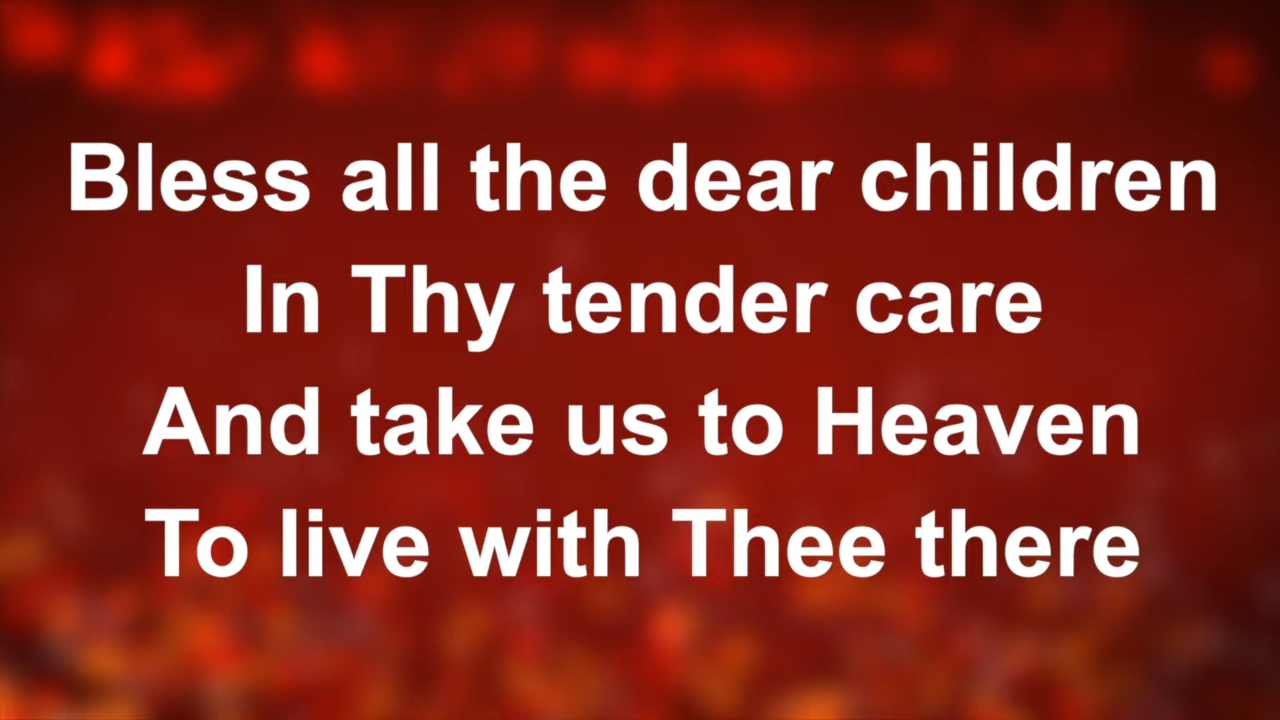 Bless all the dear children
In Thy tender care
And take us to Heaven
To live with Thee there